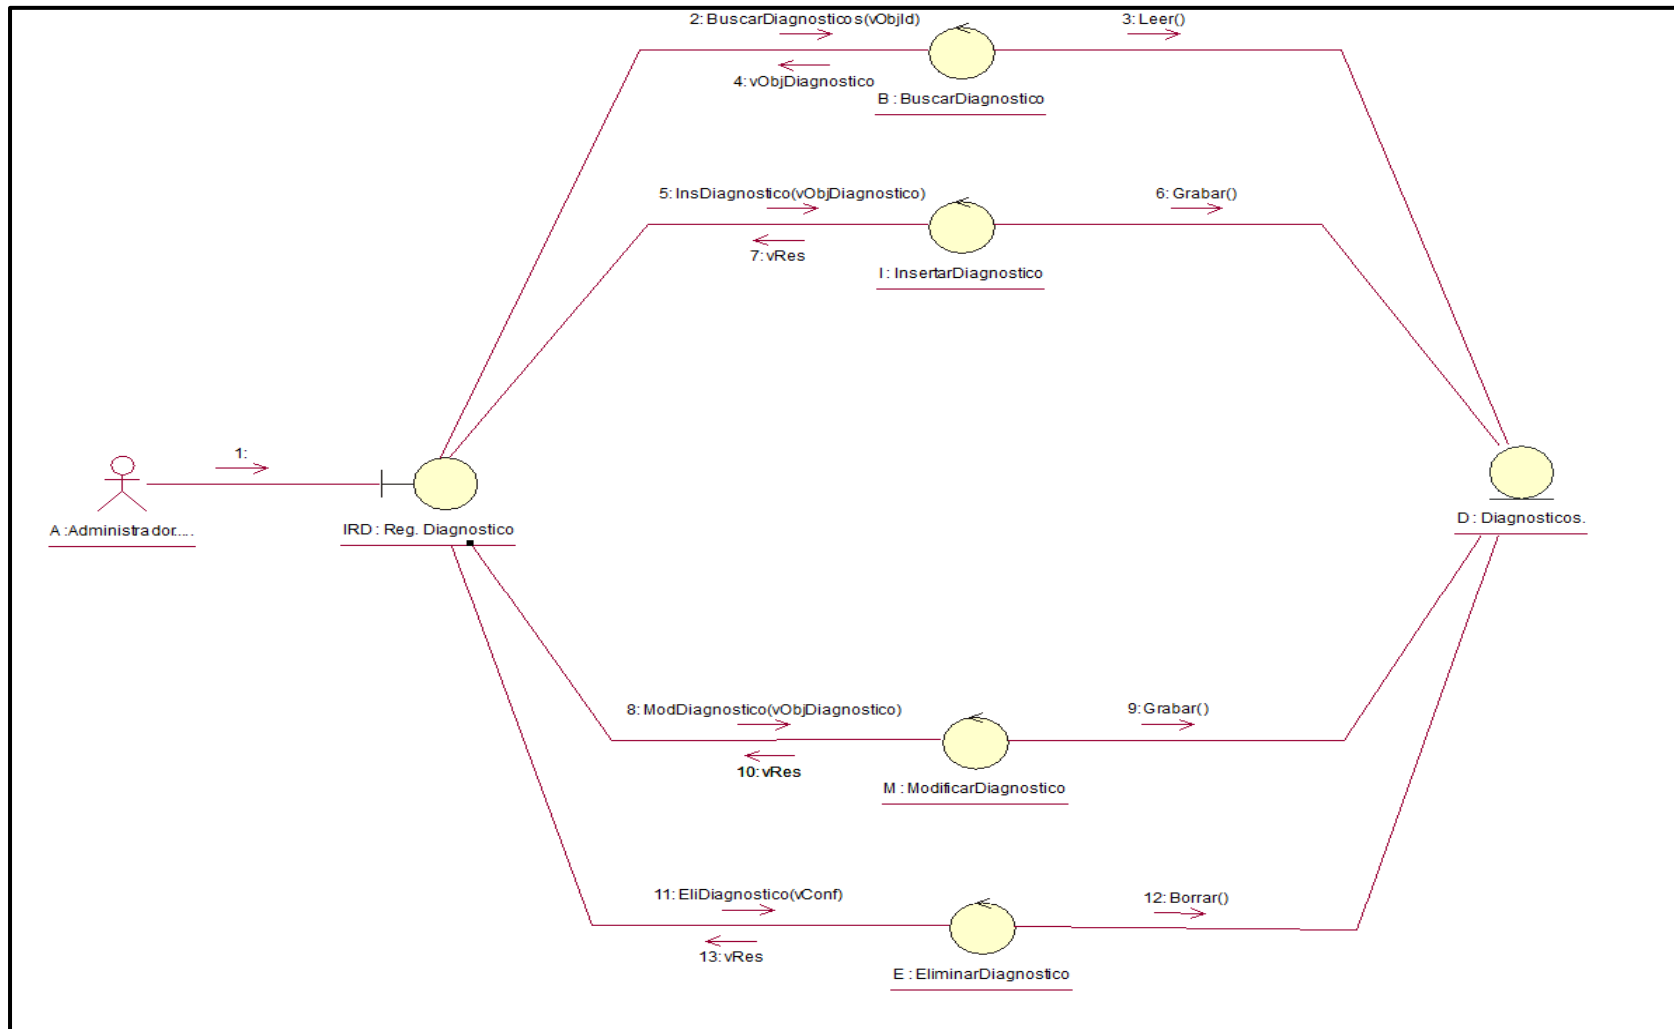 2: BuscarDiagnosticos(vObjId)
3: Leer()
4: vObjDiagnostico
B : BuscarDiagnostico
5: InsDiagnostico(vObjDiagnostico)
6: Grabar()
7: vRes
I : InsertarDiagnostico
1:
A :Administrador.....
IRD : Reg. Diagnostico
D : Diagnosticos.
8: ModDiagnostico(vObjDiagnostico)
9: Grabar()
10: vRes
M : ModificarDiagnostico
11: EliDiagnostico(vConf)
12: Borrar()
13: vRes
E : EliminarDiagnostico